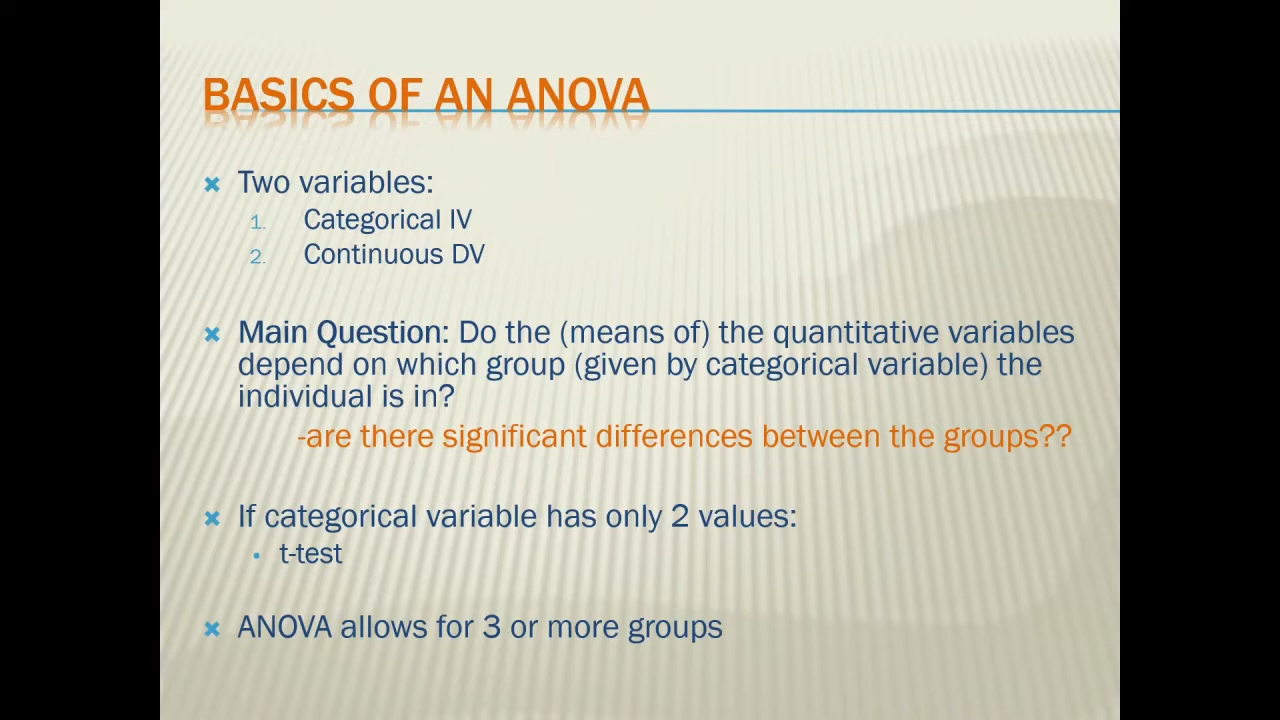 BASICS OF AN ANOVA
Two variables:
1. Categorical IV
2. Continuous DV
Main Question: Do the (means of) the quantitative variables
depend on which group (given by categorical variable) the
individual is in?
-are there significant differences between the groups??
If categorical variable has only 2 values:
• t-test
ANOVA allows for 3 or more groups